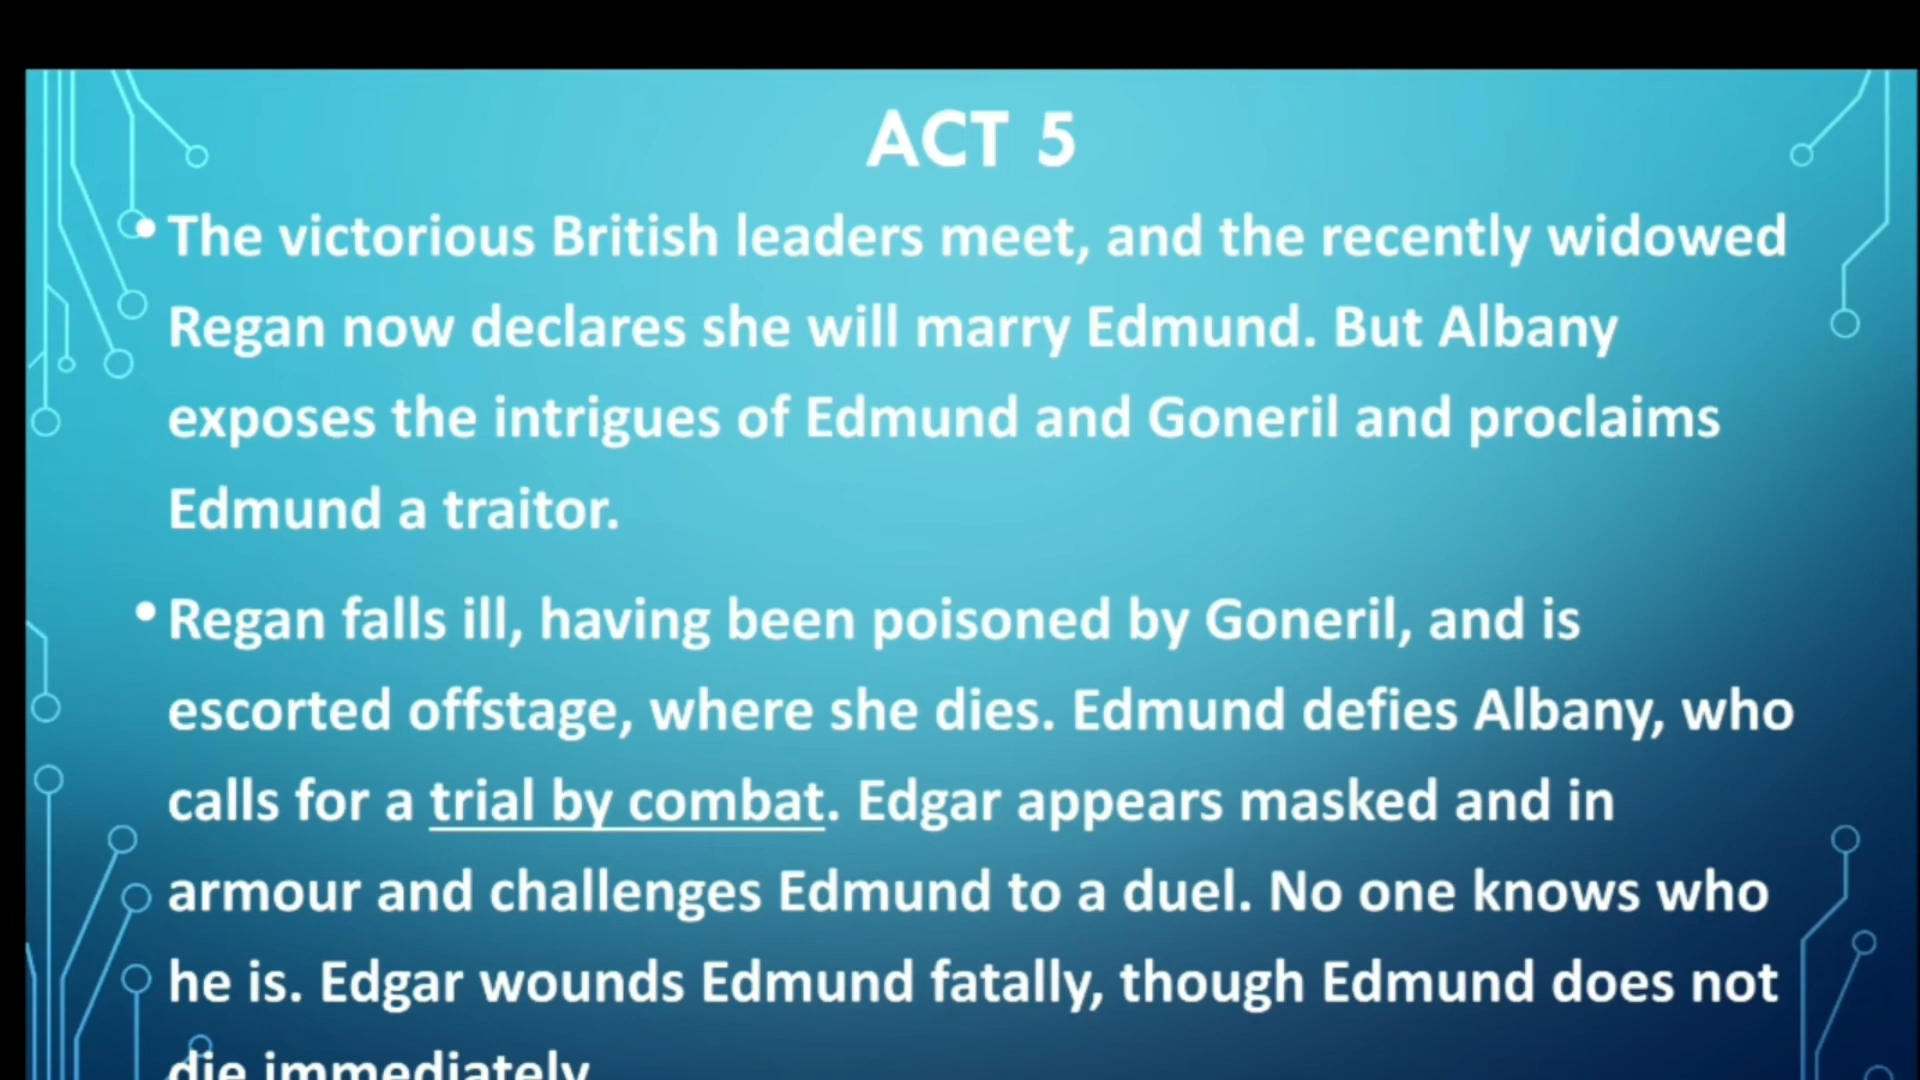 ACT 5
• The victorious British leaders meet, and the recently widowed
Regan now declares she will marry Edmund. But Albany
exposes the intrigues of Edmund and Goneril and proclaims
Edmund a traitor.
• Regan falls ill, having been poisoned by Goneril, and is
escorted offstage, where she dies. Edmund defies Albany, who
calls for a trial by combat. Edgar appears masked and in
armour and challenges Edmund to a duel. No one knows who
he is. Edgar wounds Edmund fatally, though Edmund does not
die immediately